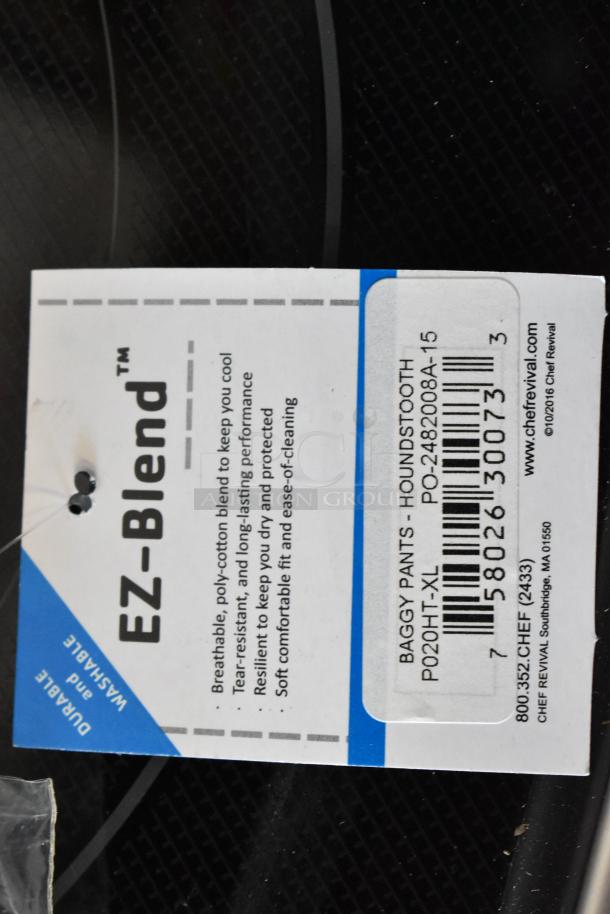 DURABLE
and
WASHABLE
EZ-Blend™
· Breathable, poly-cotton blend to keep you cool
· Tear-resistant, and long-lasting performance
· Resilient to keep you dry and protected
· Soft comfortable fit and ease-of-cleaning
BAGGY PANTS - HOUNDSTOOTH
P020HT-XL PO-2482008A-15
7 58026 30073 3
800.352.CHEF (2433) www.chefrevival.com
CHEF REVIVAL Southbridge, MA 01550 ©10/2016 Chef Revival
AUCTION GROUP